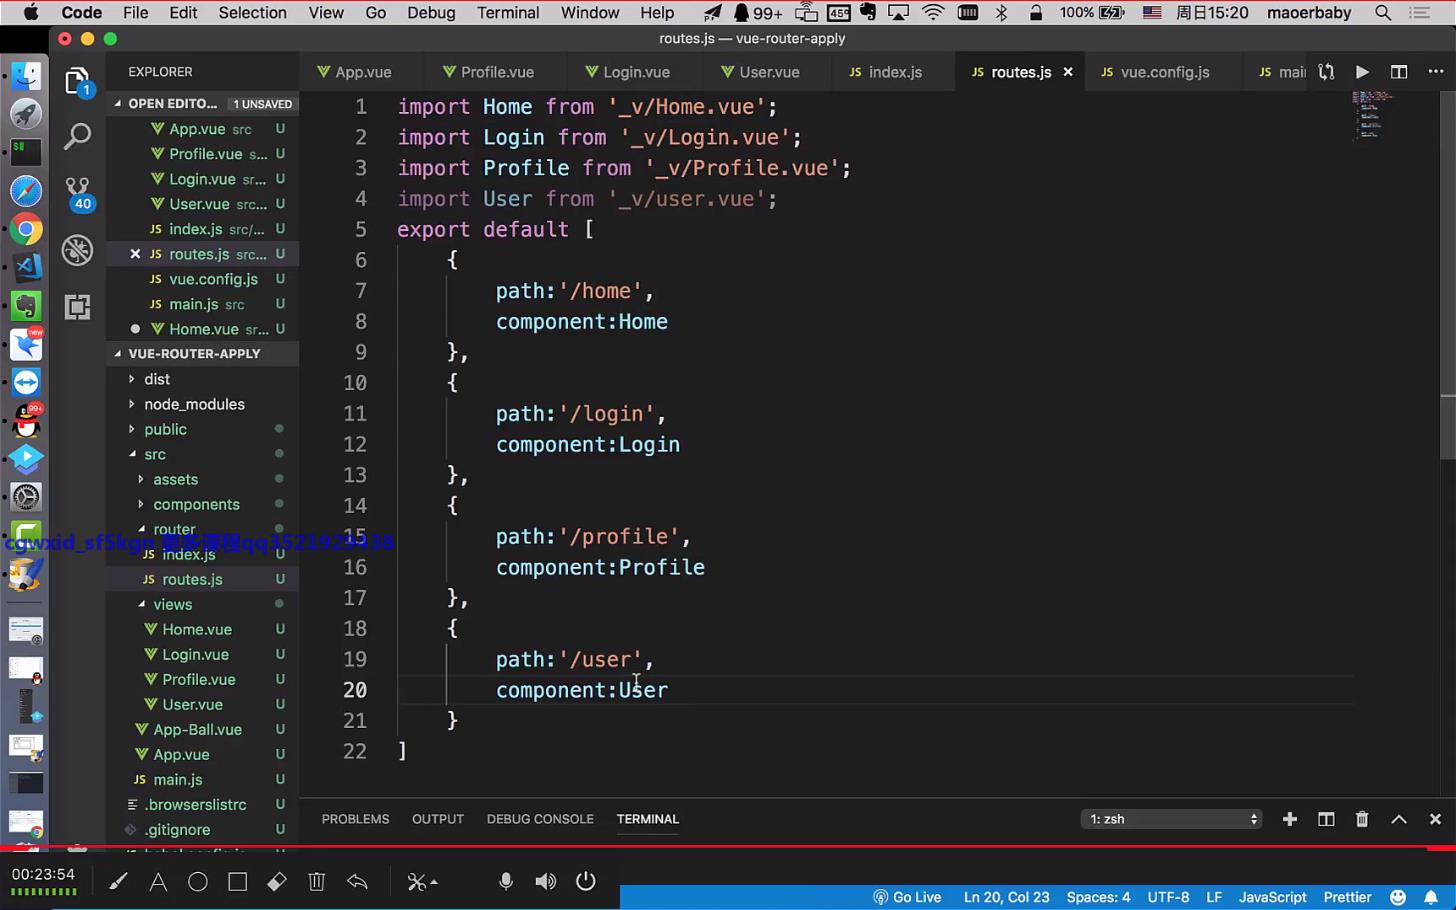 Code File Edit Selection View Go Debug Terminal Window Help 99+ 45° 100% 周日15:20 maoerbaby
routes.js — vue-router-apply
EXPLORER
App.vue Profile.vue Login.vue User.vue index.js routes.js vue.config.js mai
OPEN EDITO... 1 UNSAVED
App.vue src U
Profile.vue s... U
Login.vue sr... U
User.vue sr... U
index.js src/... U
routes.js src... U
vue.config.js U
main.js src U
Home.vue sr... U
VUE-ROUTER-APPLY
dist
node_modules
public
src
assets
components
router
index.js U
routes.js U
views
Home.vue U
Login.vue U
Profile.vue U
User.vue U
App-Ball.vue U
App.vue U
main.js U
.browserslistrc U
.gitignore U
1
40
new
99+
cgwxid_sf5kgn 更多课程qq3521929438
1 import Home from '_v/Home.vue';
2 import Login from '_v/Login.vue';
3 import Profile from '_v/Profile.vue';
4 import User from '_v/user.vue';
5 export default [
6 {
7 path:'/home',
8 component:Home
9 },
10 {
11 path:'/login',
12 component:Login
13 },
14 {
15 path:'/profile',
16 component:Profile
17 },
18 {
19 path:'/user',
20 component:User
21 }
22 ]
PROBLEMS OUTPUT DEBUG CONSOLE TERMINAL 1: zsh
00:23:54
Go Live Ln 20, Col 23 Spaces: 4 UTF-8 LF JavaScript Prettier